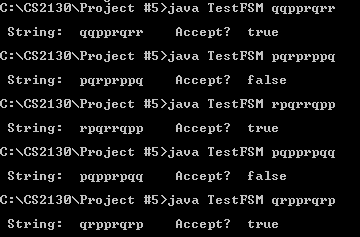 C:\CS2130\Project #5>java TestFSM qqpprqrr
String: qqpprqrr Accept? true
C:\CS2130\Project #5>java TestFSM pqrprppq
String: pqrprppq Accept? false
C:\CS2130\Project #5>java TestFSM rpqrrqpp
String: rpqrrqpp Accept? true
C:\CS2130\Project #5>java TestFSM pqpprpqq
String: pqpprpqq Accept? false
C:\CS2130\Project #5>java TestFSM qrppqrqrp
String: qrppqrqrp Accept? true